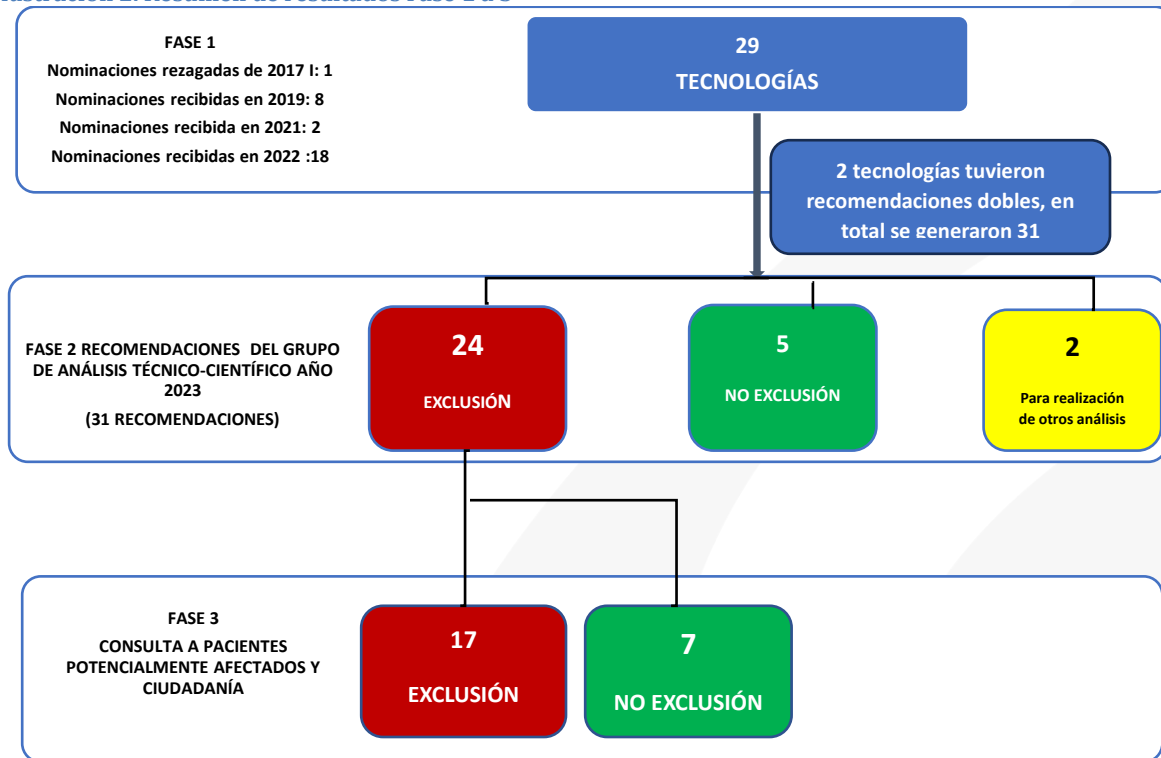 FASE 1
Nominaciones rezagadas de 2017 I: 1
Nominaciones recibidas en 2019: 8
Nominaciones recibida en 2021: 2
Nominaciones recibidas en 2022 :18
29
TECNOLOGÍAS
2 tecnologías tuvieron
recomendaciones dobles, en
total se generaron 31
FASE 2 RECOMENDACIONES DEL GRUPO
DE ANÁLISIS TÉCNICO-CIENTÍFICO AÑO
2023
(31 RECOMENDACIONES)
24
EXCLUSIÓN
5
NO EXCLUSIÓN
2
Para realización
de otros análisis
FASE 3
CONSULTA A PACIENTES
POTENCIALMENTE AFECTADOS Y
CIUDADANÍA
17
EXCLUSIÓN
7
NO EXCLUSIÓN